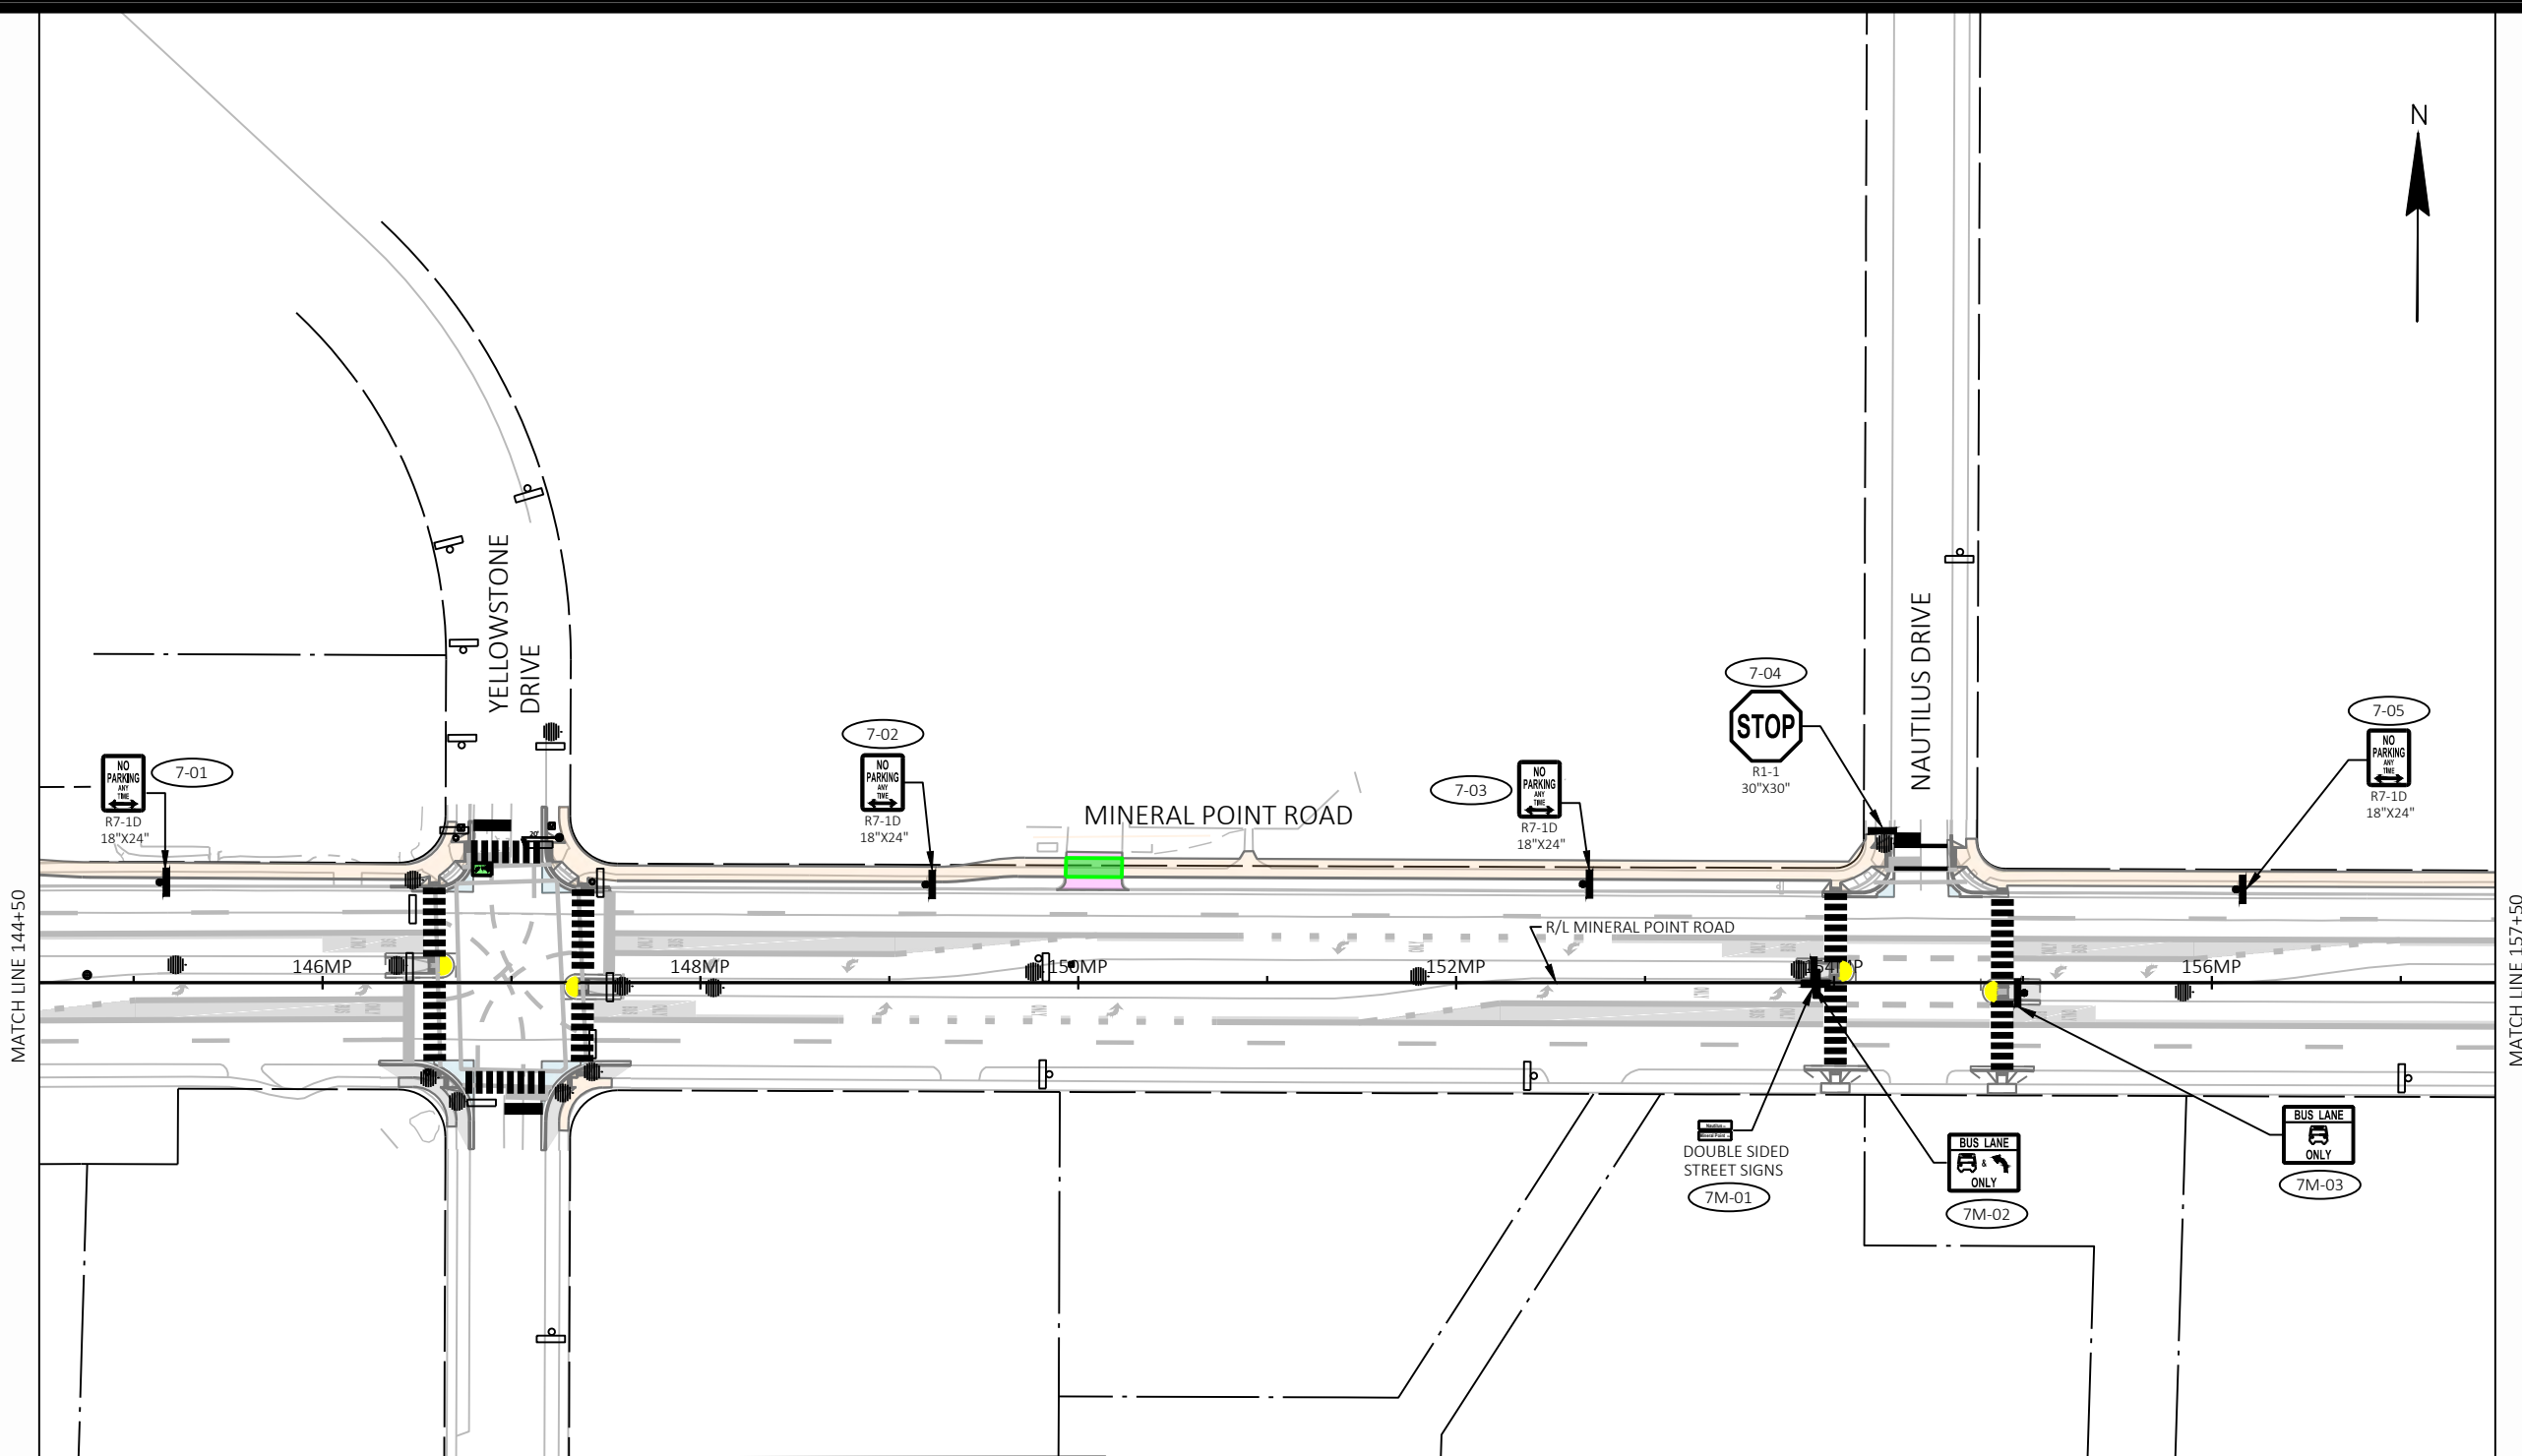 N
YELLOWSTONE
DRIVE
NAUTILUS DRIVE
7-04
STOP
R1-1
30"X30"
7-05
NO
PARKING
ANY
TIME
R7-1D
18"X24"
7-02
NO
PARKING
ANY
TIME
R7-1D
18"X24"
7-01
NO
PARKING
ANY
TIME
R7-1D
18"X24"
7-03
NO
PARKING
ANY
TIME
R7-1D
18"X24"
MINERAL POINT ROAD
R/L MINERAL POINT ROAD
MATCH LINE 144+50
MATCH LINE 157+50
146MP
148MP
150MP
152MP
154MP
156MP
DOUBLE SIDED
STREET SIGNS
7M-01
BUS LANE
&
ONLY
7M-02
BUS LANE
ONLY
7M-03